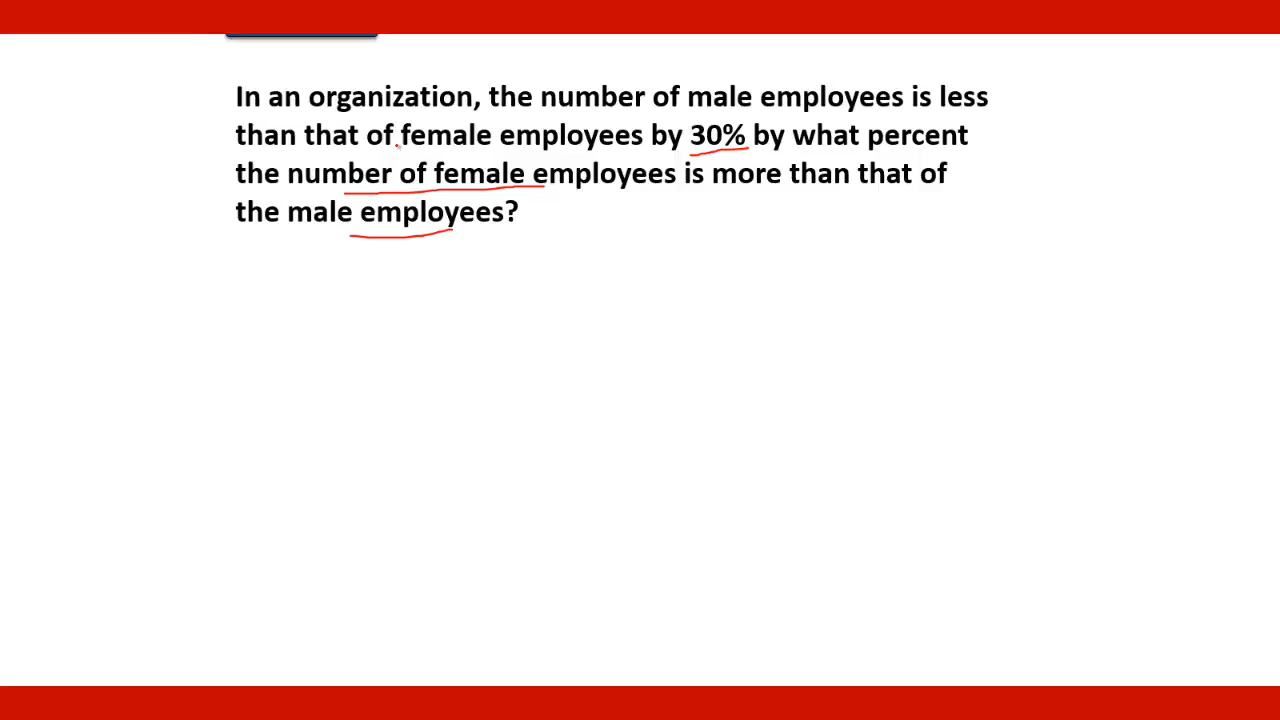 In an organization, the number of male employees is less
than that of female employees by 30% by what percent
the number of female employees is more than that of
the male employees?